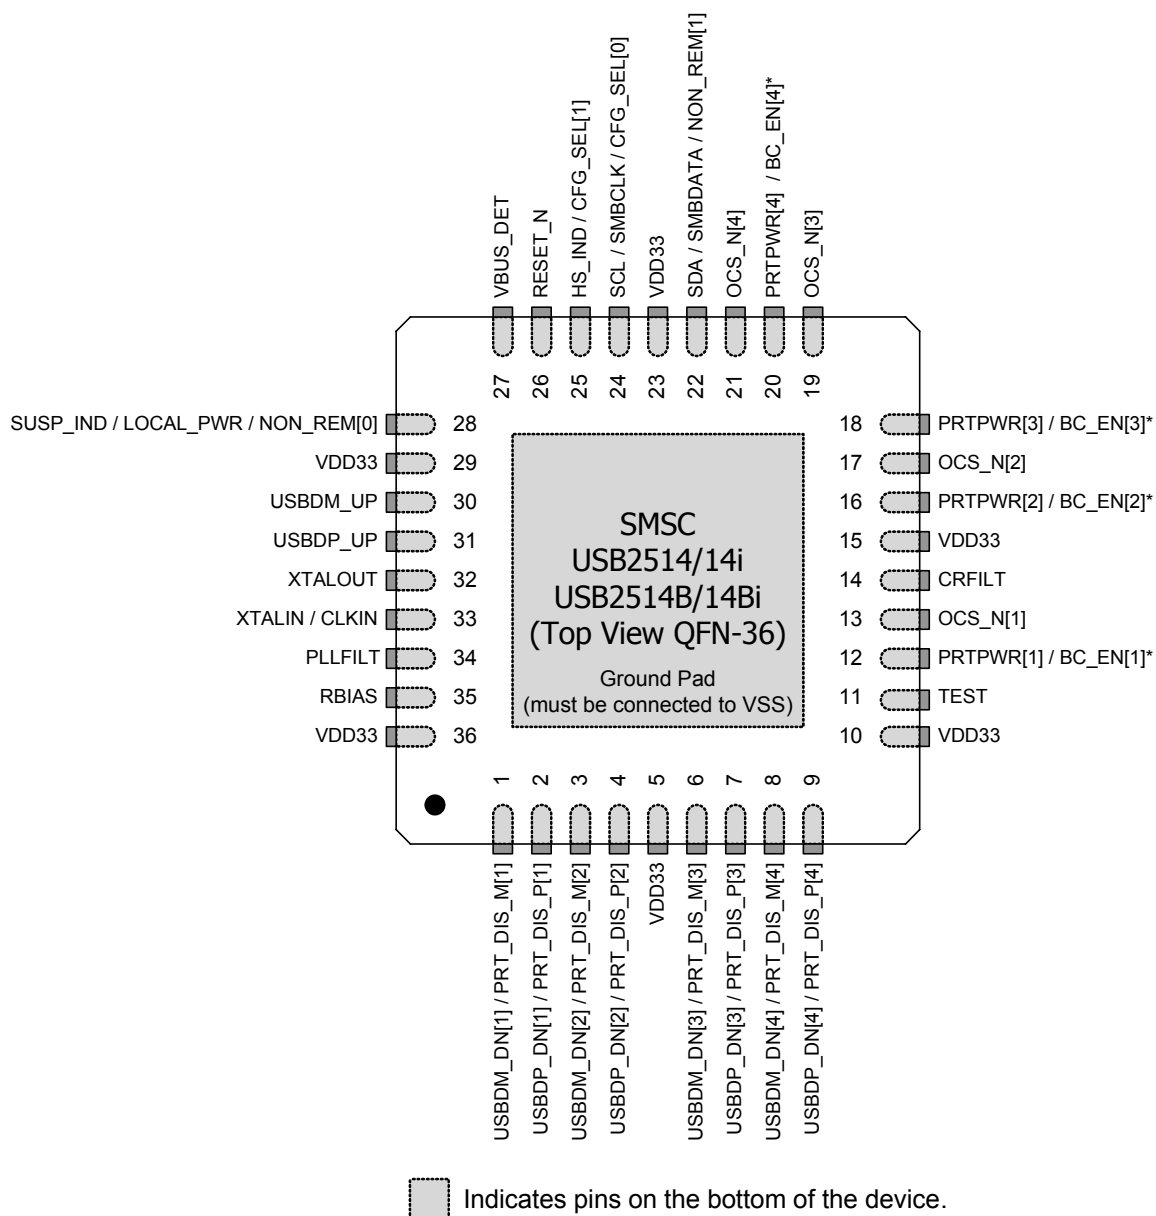 VBUS_DET
RESET_N
HS_IND / CFG_SEL[1]
SCL / SMBCLK / CFG_SEL[0]
VDD33
SDA / SMBDATA / NON_REM[1]
OCS_N[4]
PRTPWR[4] / BC_EN[4]*
OCS_N[3]
27
26
25
24
23
22
21
20
19
SUSP_IND / LOCAL_PWR / NON_REM[0] 28
VDD33 29
USBDM_UP 30
USBDP_UP 31
XTALOUT 32
XTALIN / CLKIN 33
PLLFILT 34
RBIAS 35
VDD33 36
SMSC
USB2514/14i
USB2514B/14Bi
(Top View QFN-36)
Ground Pad
(must be connected to VSS)
18 PRTPWR[3] / BC_EN[3]*
17 OCS_N[2]
16 PRTPWR[2] / BC_EN[2]*
15 VDD33
14 CRFILT
13 OCS_N[1]
12 PRTPWR[1] / BC_EN[1]*
11 TEST
10 VDD33
1
2
3
4
5
6
7
8
9
USBDM_DN[1] / PRT_DIS_M[1]
USBDP_DN[1] / PRT_DIS_P[1]
USBDM_DN[2] / PRT_DIS_M[2]
USBDP_DN[2] / PRT_DIS_P[2]
VDD33
USBDM_DN[3] / PRT_DIS_M[3]
USBDP_DN[3] / PRT_DIS_P[3]
USBDM_DN[4] / PRT_DIS_M[4]
USBDP_DN[4] / PRT_DIS_P[4]
Indicates pins on the bottom of the device.